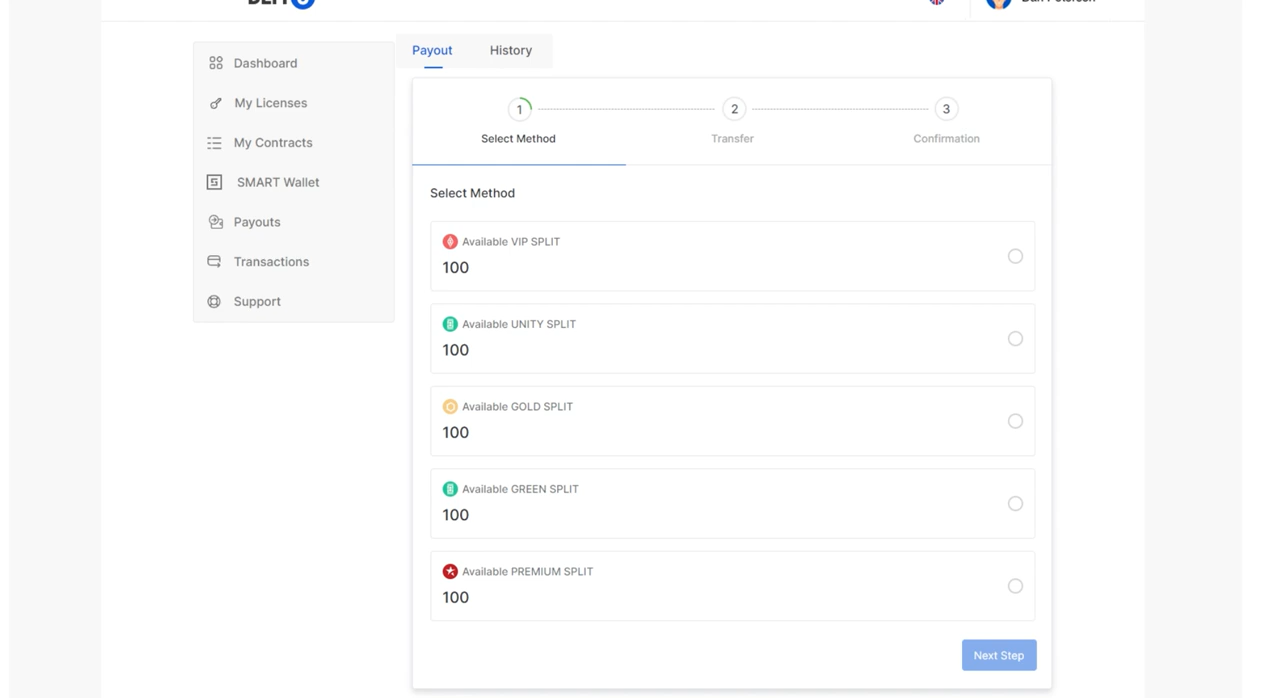 Dashboard
My Licenses
My Contracts
SMART Wallet
Payouts
Transactions
Support
Payout History
1 2 3
Select Method Transfer Confirmation
Select Method
Available VIP SPLIT
100
Available UNITY SPLIT
100
Available GOLD SPLIT
100
Available GREEN SPLIT
100
Available PREMIUM SPLIT
100
Next Step